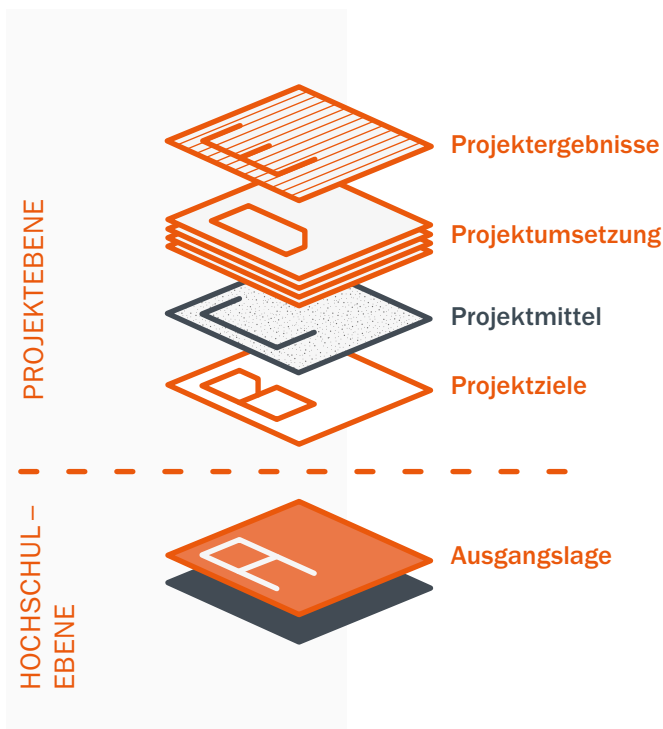 PROJEKTEBENE
Projektergebnisse
Projektumsetzung
Projektmittel
Projektziele
HOCHSCHUL –
EBENE
Ausgangslage